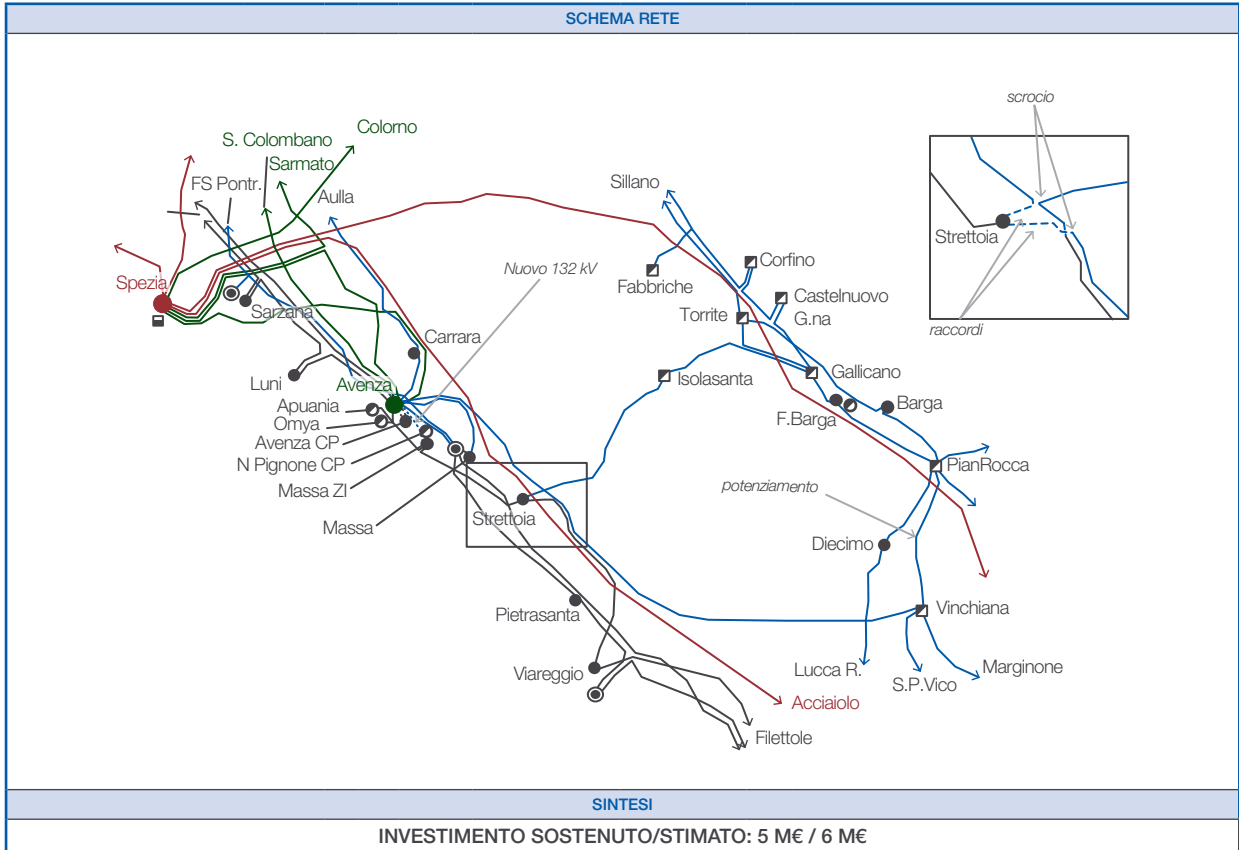 SCHEMA RETE
scrocio
Colorno
S. Colombano
Sarmato
FS Pontr.
Aulla
Sillano
Strettoia
Corfino
Nuovo 132 kV
Fabbriche
Spezia
Castelnuovo
G.na
Torrite
Sarzana
raccordi
Carrara
Gallicano
Isolasanta
Luni
Avenza
Apuania
Omya
F.Barga
Barga
Avenza CP
N Pignone CP
Massa ZI
PianRocca
potenziamento
Massa
Strettoia
Diecimo
Pietrasanta
Vinchiana
Viareggio
Lucca R.
Marginone
S.P.Vico
Acciaiolo
Filettole
SINTESI
INVESTIMENTO SOSTENUTO/STIMATO: 5 M€ / 6 M€